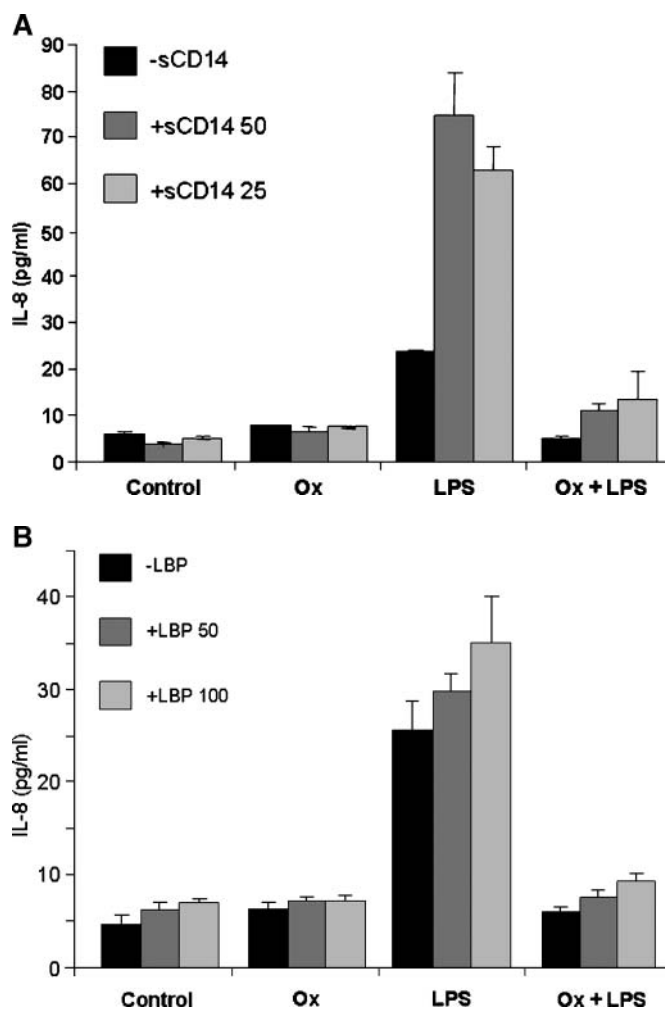 A
90
80
70
60
50
40
30
20
10
0
IL-8 (pg/ml)
-sCD14
+sCD14 50
+sCD14 25
Control Ox LPS Ox + LPS
B
40
30
20
10
0
IL-8 (pg/ml)
-LBP
+LBP 50
+LBP 100
Control Ox LPS Ox + LPS